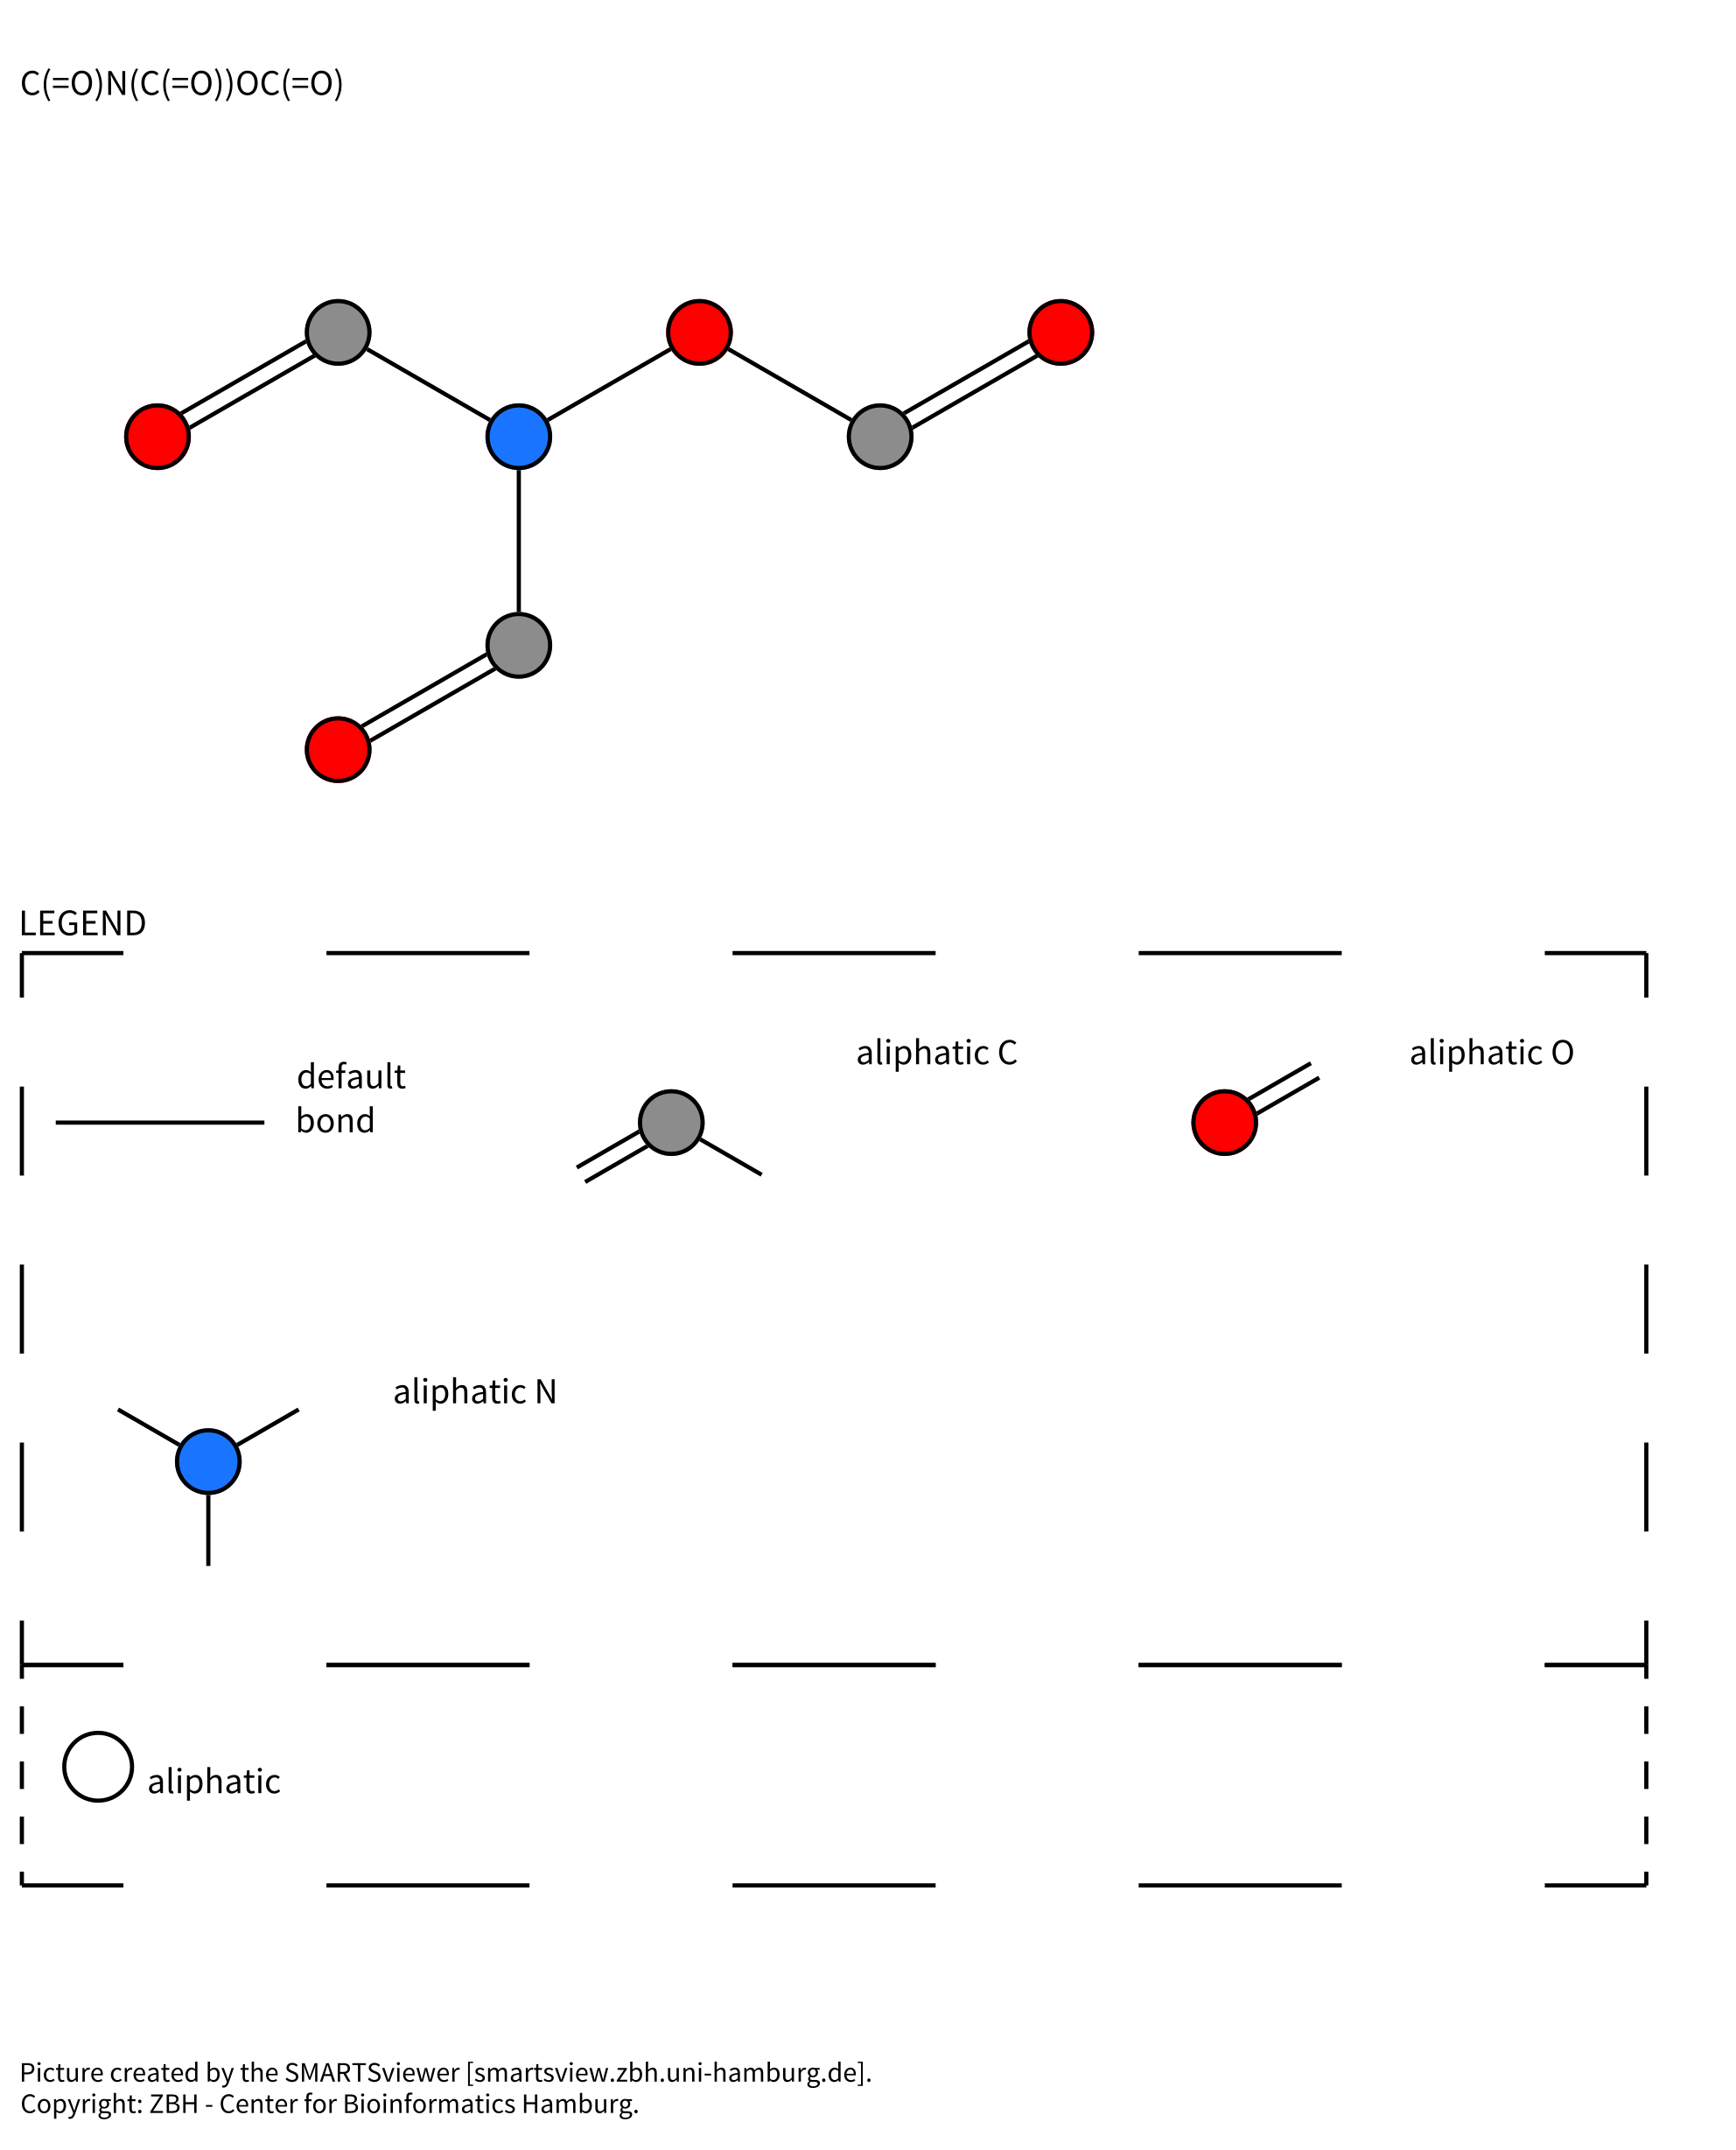 C(=O)N(C(=O))OC(=O)
LEGEND
default
bond
aliphatic C
aliphatic O
aliphatic N
aliphatic
Picture created by the SMARTSviewer [smartsview.zbh.uni-hamburg.de].
Copyright: ZBH - Center for Bioinformatics Hamburg.